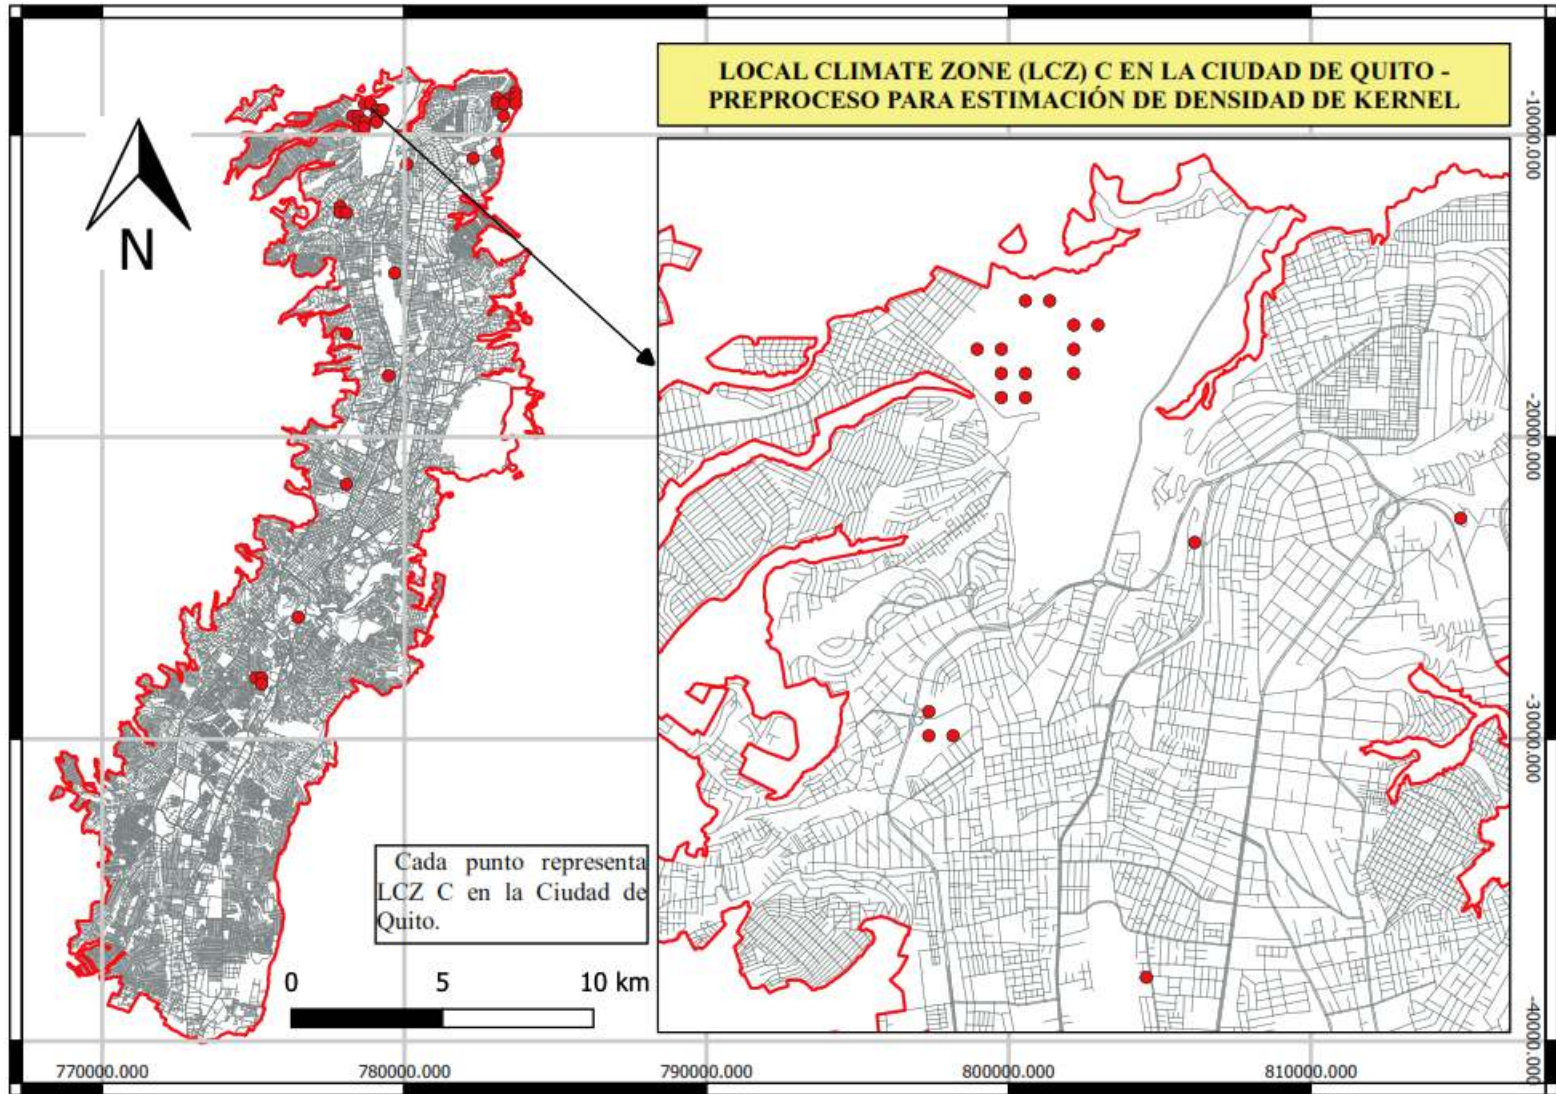 LOCAL CLIMATE ZONE (LCZ) C EN LA CIUDAD DE QUITO -
PREPROCESO PARA ESTIMACIÓN DE DENSIDAD DE KERNEL
N
Cada punto representa
LCZ C en la Ciudad de
Quito.
0 5 10 km
770000.000 780000.000 790000.000 800000.000 810000.000
-10000.000
-20000.000
-30000.000
-40000.000